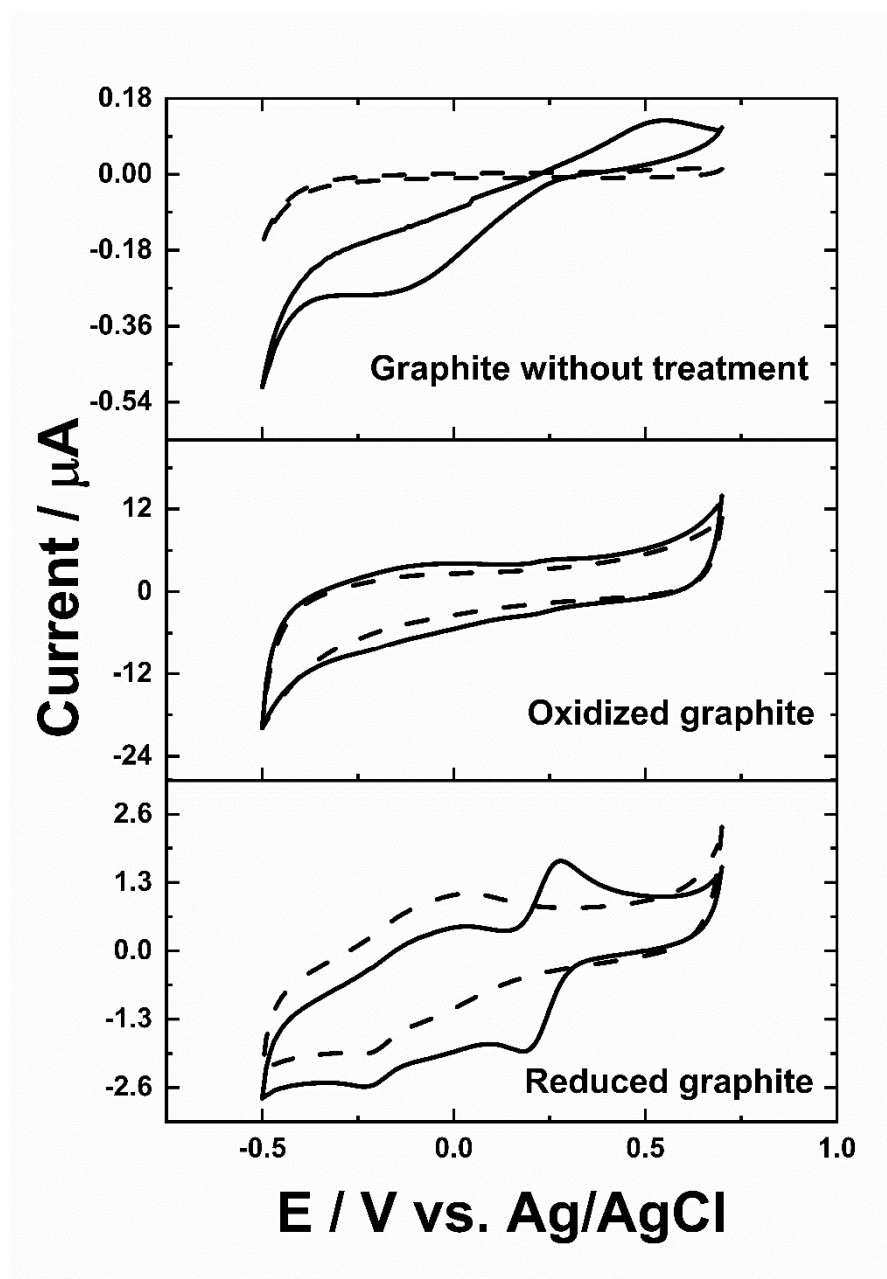 0.18
0.00
-0.18
-0.36
-0.54
Graphite without treatment
12
0
-12
-24
Oxidized graphite
2.6
1.3
0.0
-1.3
-2.6
Reduced graphite
Current / μA
-0.5 0.0 0.5 1.0
E / V vs. Ag/AgCl